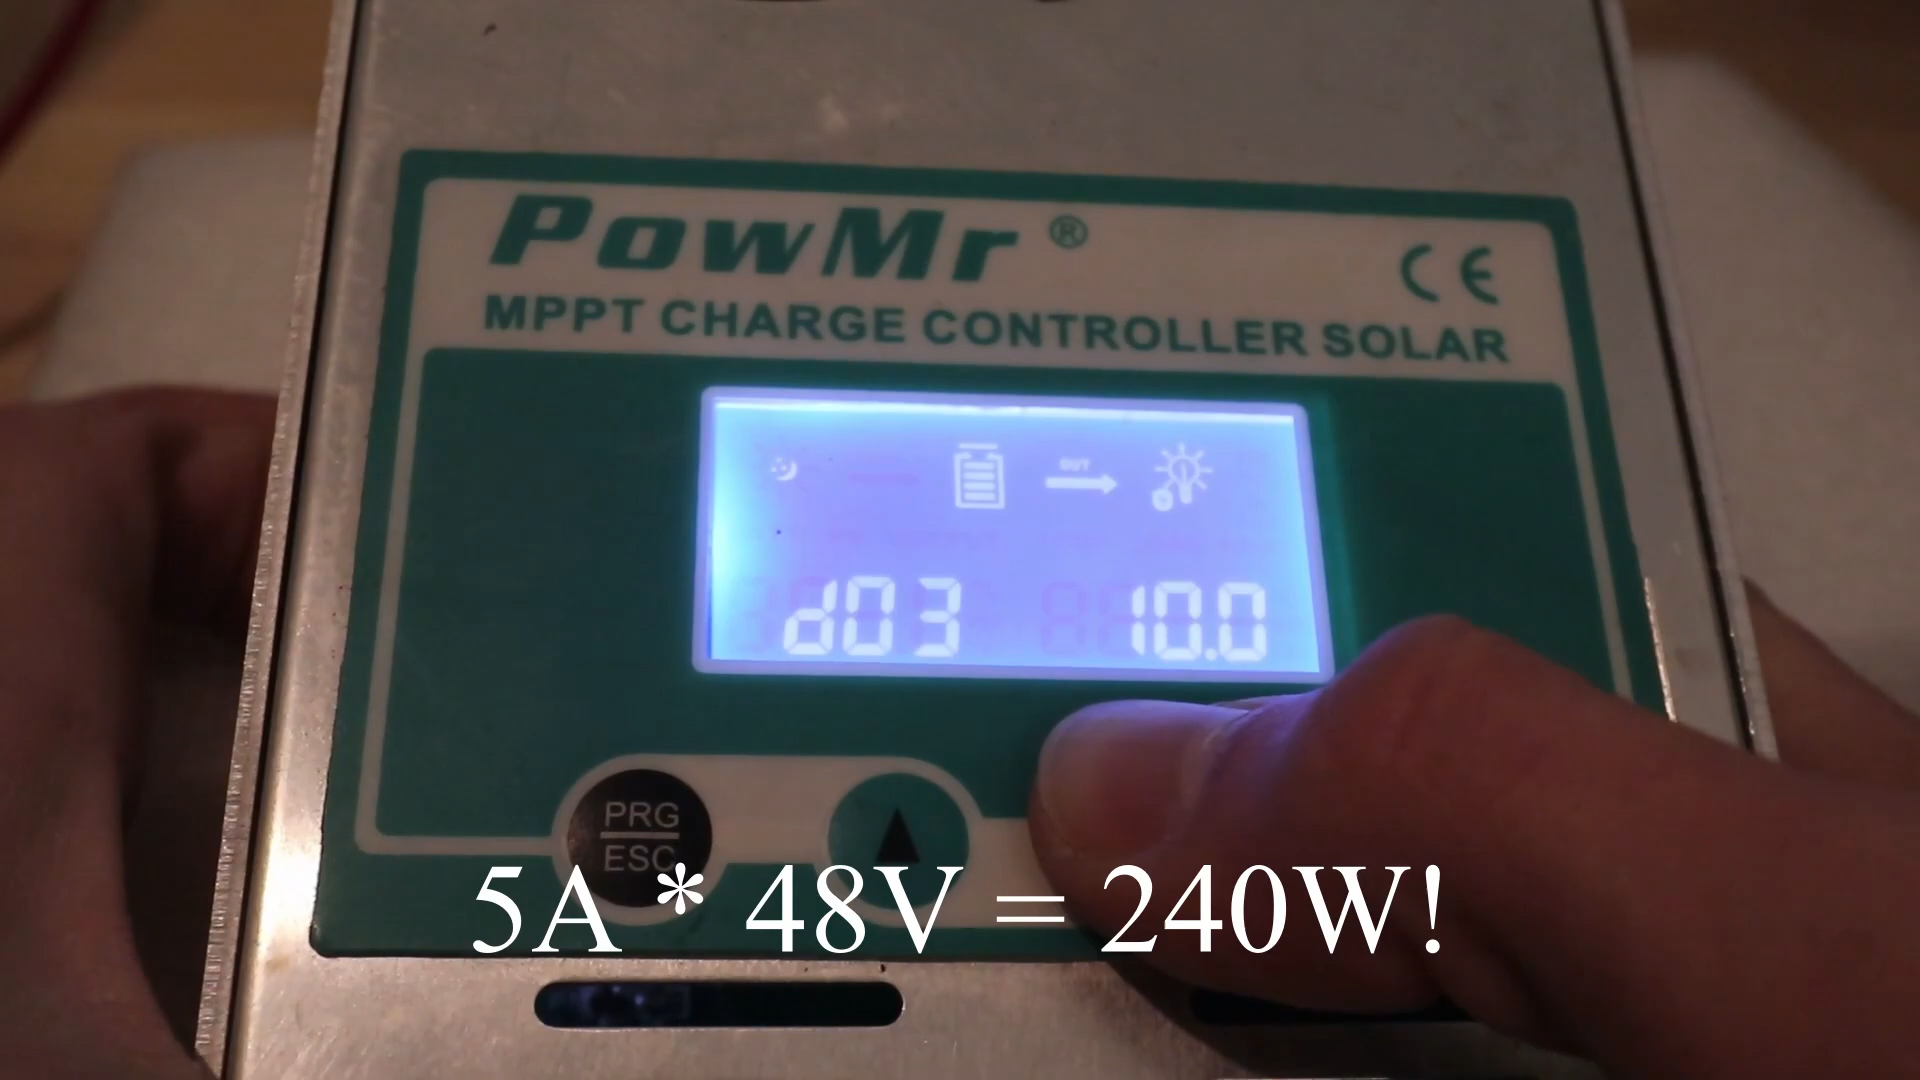 PowMr ®
CE
MPPT CHARGE CONTROLLER SOLAR
OUT
d03 10.0
PRG
ESC
5A * 48V = 240W!